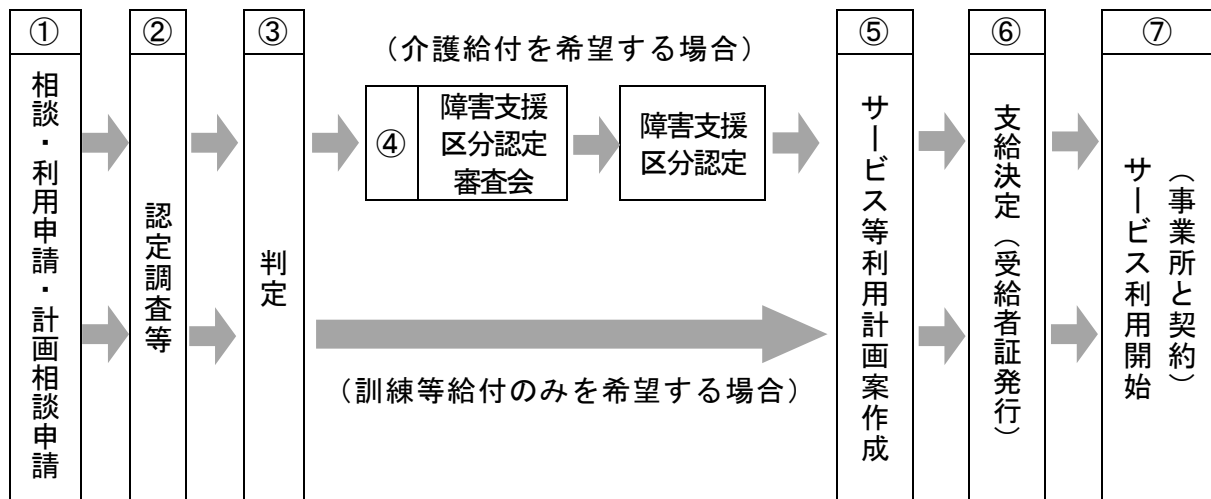 ①
相談・利用申請・計画相談申請
②
認定調査等
③
判定
（介護給付を希望する場合）
④
障害支援
区分認定
審査会
障害支援
区分認定
（訓練等給付のみを希望する場合）
⑤
サービス等利用計画案作成
⑥
支給決定（受給者証発行）
⑦
（事業所と契約）
サービス利用開始